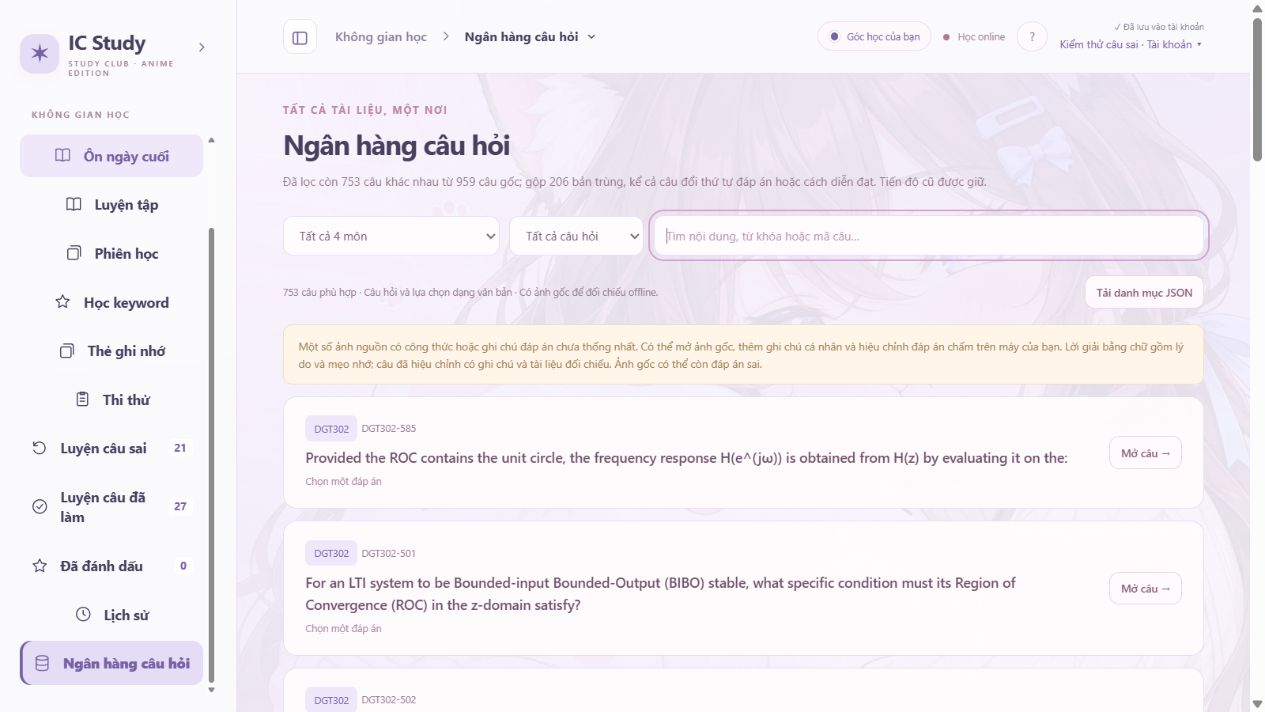 IC Study
STUDY CLUB · ANIME
EDITION
KHÔNG GIAN HỌC
Ôn ngày cuối
Luyện tập
Phiên học
Học keyword
Thẻ ghi nhớ
Thi thử
Luyện câu sai 21
Luyện câu đã
làm 27
Đã đánh dấu 0
Lịch sử
Ngân hàng câu hỏi
Không gian học > Ngân hàng câu hỏi
Góc học của bạn
Học online
?
✓ Đã lưu vào tài khoản
Kiểm thử câu sai · Tài khoản ▾
TẤT CẢ TÀI LIỆU, MỘT NƠI
Ngân hàng câu hỏi
Đã lọc còn 753 câu khác nhau từ 959 câu gốc; gộp 206 bản trùng, kể cả câu đổi thứ tự đáp án hoặc cách diễn đạt. Tiến độ cũ được giữ.
Tất cả 4 môn
Tất cả câu hỏi
Tìm nội dung, từ khóa hoặc mã câu...
753 câu phù hợp · Câu hỏi và lựa chọn dạng văn bản · Có ảnh gốc để đối chiếu offline.
Tải danh mục JSON
Một số ảnh nguồn có công thức hoặc ghi chú đáp án chưa thống nhất. Có thể mở ảnh gốc, thêm ghi chú cá nhân và hiệu chỉnh đáp án chấm trên máy của bạn. Lời giải bằng chữ gồm lý
do và mẹo nhớ; câu đã hiệu chỉnh có ghi chú và tài liệu đối chiếu. Ảnh gốc có thể còn đáp án sai.
DGT302 DGT302-585
Provided the ROC contains the unit circle, the frequency response H(e^(jω)) is obtained from H(z) by evaluating it on the:
Chọn một đáp án
Mở câu →
DGT302 DGT302-501
For an LTI system to be Bounded-input Bounded-Output (BIBO) stable, what specific condition must its Region of
Convergence (ROC) in the z-domain satisfy?
Chọn một đáp án
Mở câu →
DGT302 DGT302-502